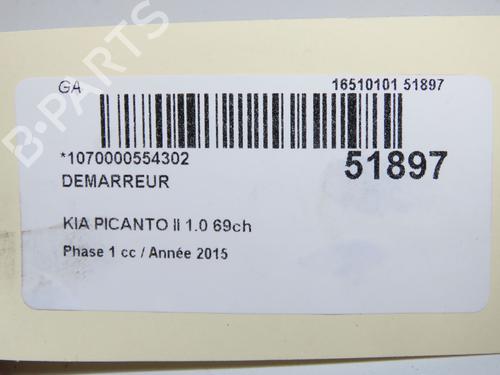 B-PARTS
GA 16510101 51897
*1070000554302 51897
DEMARREUR
KIA PICANTO II 1.0 69ch
Phase 1 cc / Année 2015